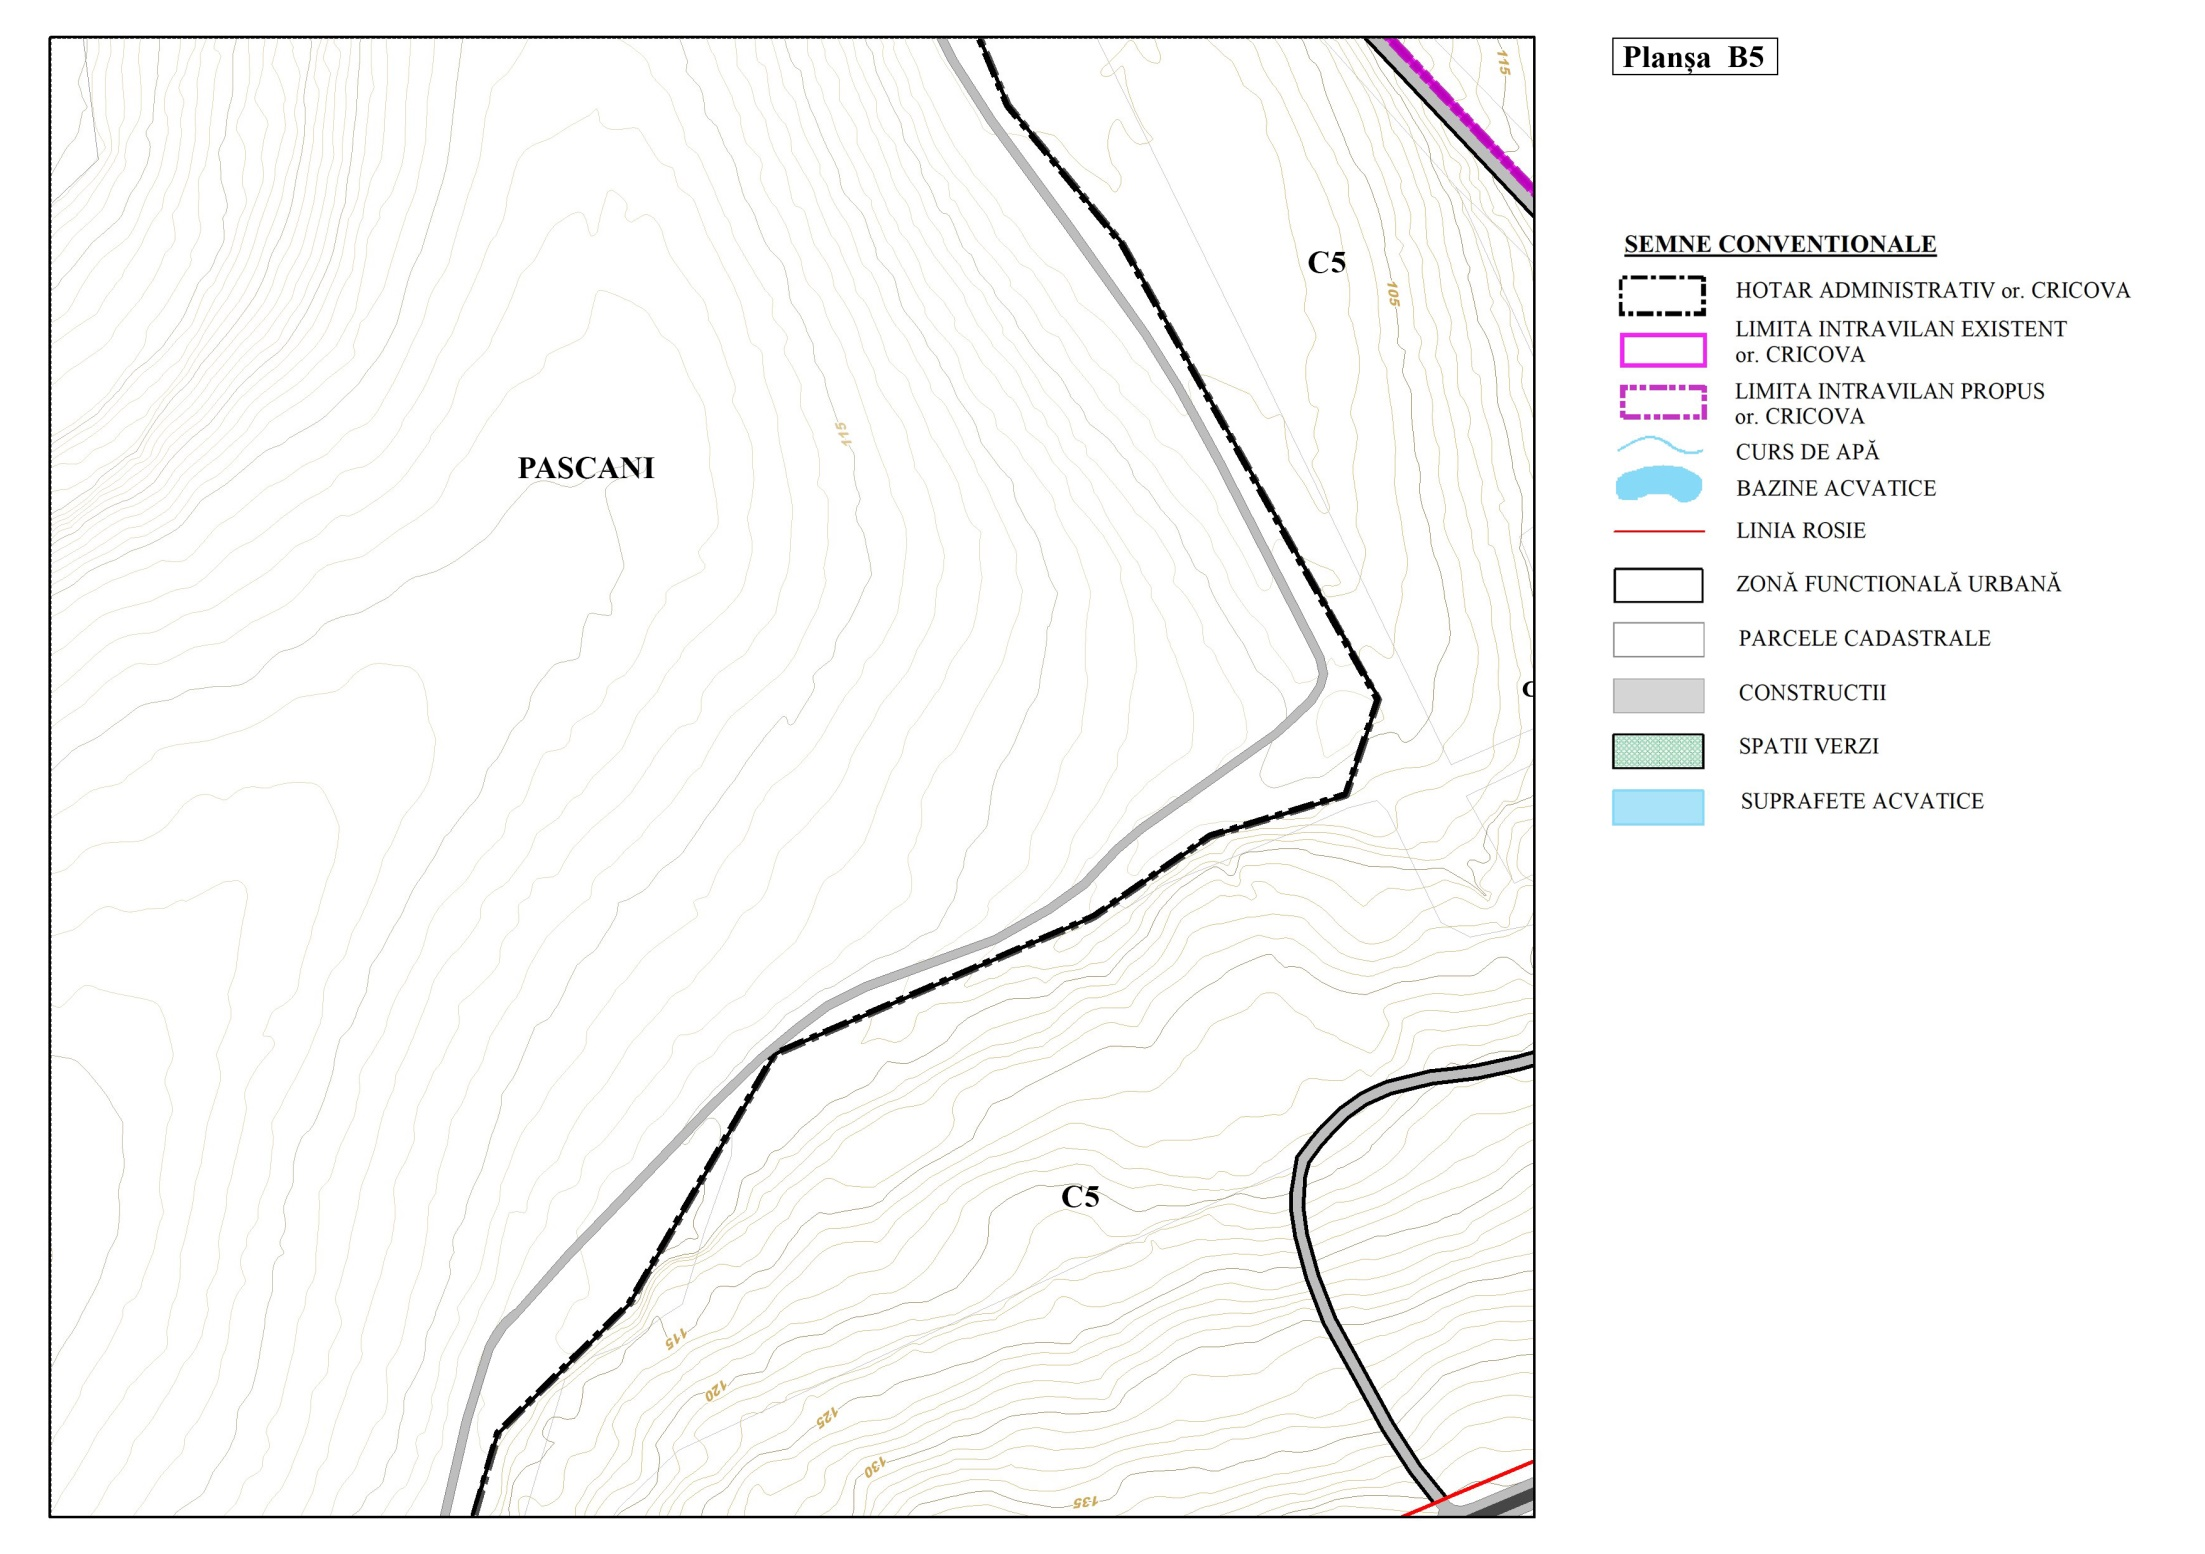 Planșa B5
115
C5
105
115
PASCANI
C5
115
120
125
130
135
SEMNE CONVENTIONALE
HOTAR ADMINISTRATIV or. CRICOVA
LIMITA INTRAVILAN EXISTENT
or. CRICOVA
LIMITA INTRAVILAN PROPUS
or. CRICOVA
CURS DE APĂ
BAZINE ACVATICE
LINIA ROSIE
ZONĂ FUNCTIONALĂ URBANĂ
PARCELE CADASTRALE
CONSTRUCTII
SPATII VERZI
SUPRAFETE ACVATICE